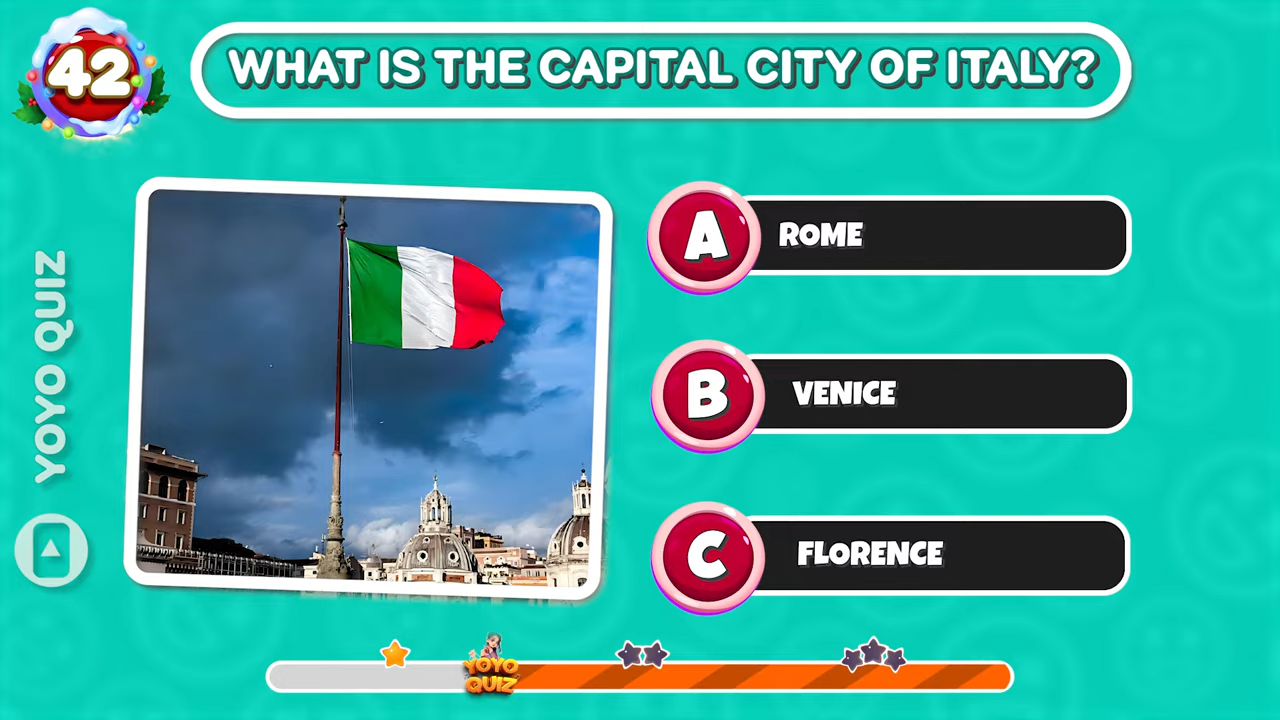 42
WHAT IS THE CAPITAL CITY OF ITALY?
YOYO QUIZ
A ROME
B VENICE
C FLORENCE
YOYO
QUIZ